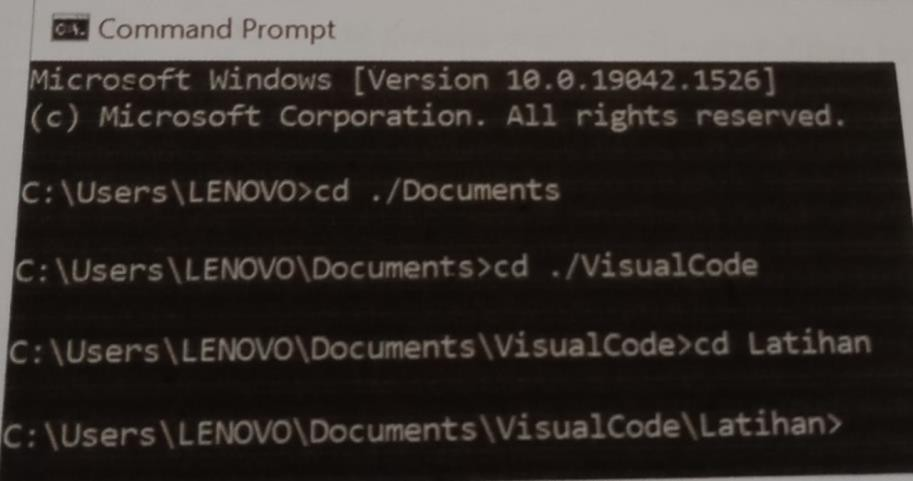 Command Prompt
Microsoft Windows [Version 10.0.19042.1526]
(c) Microsoft Corporation. All rights reserved.
C:\Users\LENOVO>cd ./Documents
C:\Users\LENOVO\Documents>cd ./VisualCode
C:\Users\LENOVO\Documents\VisualCode>cd Latihan
C:\Users\LENOVO\Documents\VisualCode\Latihan>